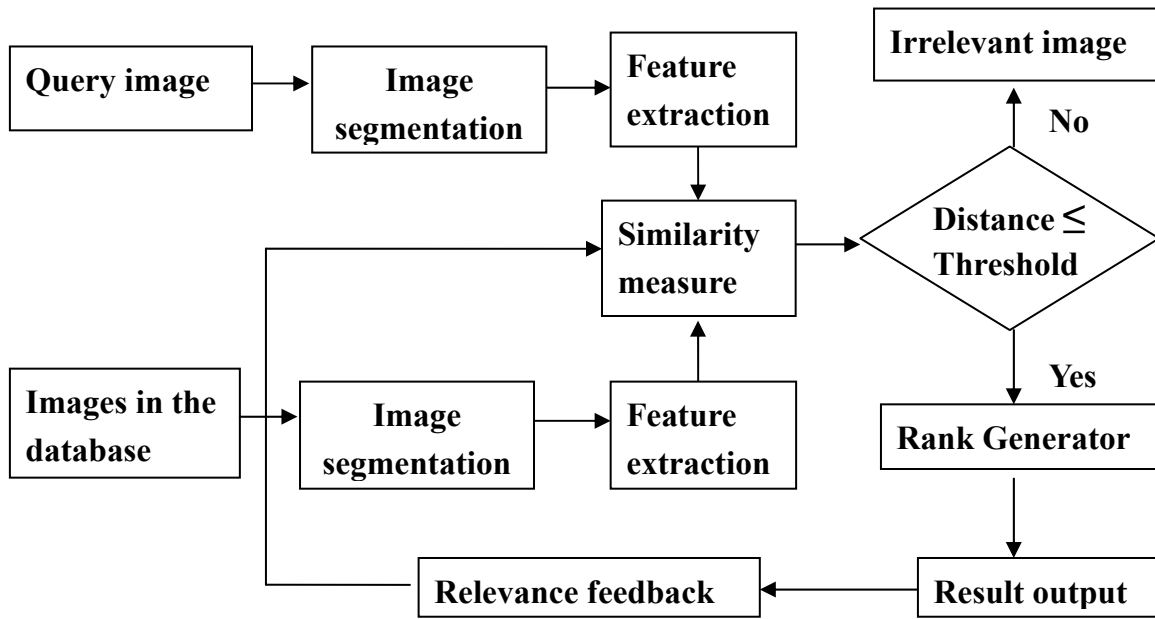 Irrelevant image
Query image
Image
segmentation
Feature
extraction
No
Similarity
measure
Distance ≤
Threshold
Yes
Images in the
database
Image
segmentation
Feature
extraction
Rank Generator
Relevance feedback
Result output